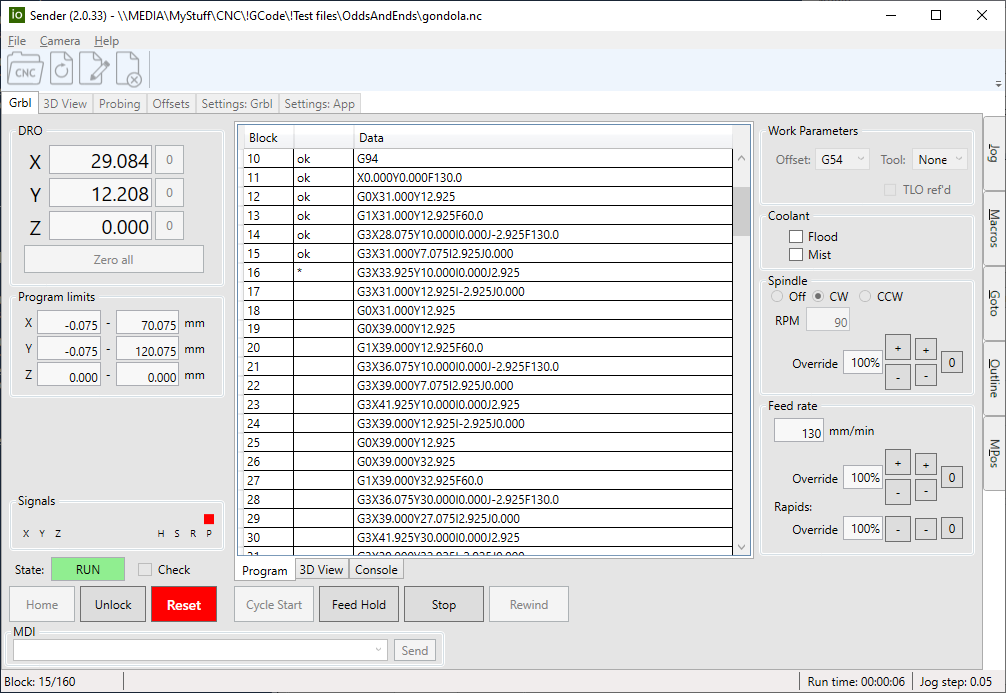 io Sender (2.0.33) - \\MEDIA\MyStuff\CNC\!GCode\!Test files\OddsAndEnds\gondola.nc
File Camera Help
CNC
Grbl 3D View Probing Offsets Settings: Grbl Settings: App
DRO
X 29.084 0
Y 12.208 0
Z 0.000 0
Zero all
Program limits
X -0.075 - 70.075 mm
Y -0.075 - 120.075 mm
Z 0.000 - 0.000 mm
Signals
X Y Z H S R P
State: RUN Check
Home Unlock Reset
Block Data
10 ok G94
11 ok X0.000Y0.000F130.0
12 ok G0X31.000Y12.925
13 ok G1X31.000Y12.925F60.0
14 ok G3X28.075Y10.000I0.000J-2.925F130.0
15 ok G3X31.000Y7.075I2.925J0.000
16 * G3X33.925Y10.000I0.000J2.925
17 G3X31.000Y12.925I-2.925J0.000
18 G0X31.000Y12.925
19 G0X39.000Y12.925
20 G1X39.000Y12.925F60.0
21 G3X36.075Y10.000I0.000J-2.925F130.0
22 G3X39.000Y7.075I2.925J0.000
23 G3X41.925Y10.000I0.000J2.925
24 G3X39.000Y12.925I-2.925J0.000
25 G0X39.000Y12.925
26 G0X39.000Y32.925
27 G1X39.000Y32.925F60.0
28 G3X36.075Y30.000I0.000J-2.925F130.0
29 G3X39.000Y27.075I2.925J0.000
30 G3X41.925Y30.000I0.000J2.925
31 G3X39.000Y32.925I-2.925J0.000
Program 3D View Console
Cycle Start Feed Hold Stop Rewind
Work Parameters
Offset: G54 Tool: None
TLO ref'd
Coolant
Flood
Mist
Spindle
Off CW CCW
RPM 90
Override 100% + - + - 0
Feed rate
130 mm/min
Override 100% + - + - 0
Rapids:
Override 100% - - 0
Jog
Macros
Goto
Outline
MPos
MDI
Send
Block: 15/160 Run time: 00:00:06 Jog step: 0.05